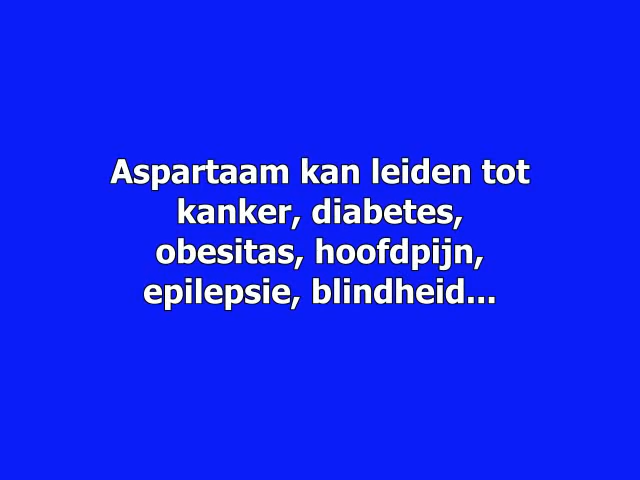 Aspartaam kan leiden tot
kanker, diabetes,
obesitas, hoofdpijn,
epilepsie, blindheid...